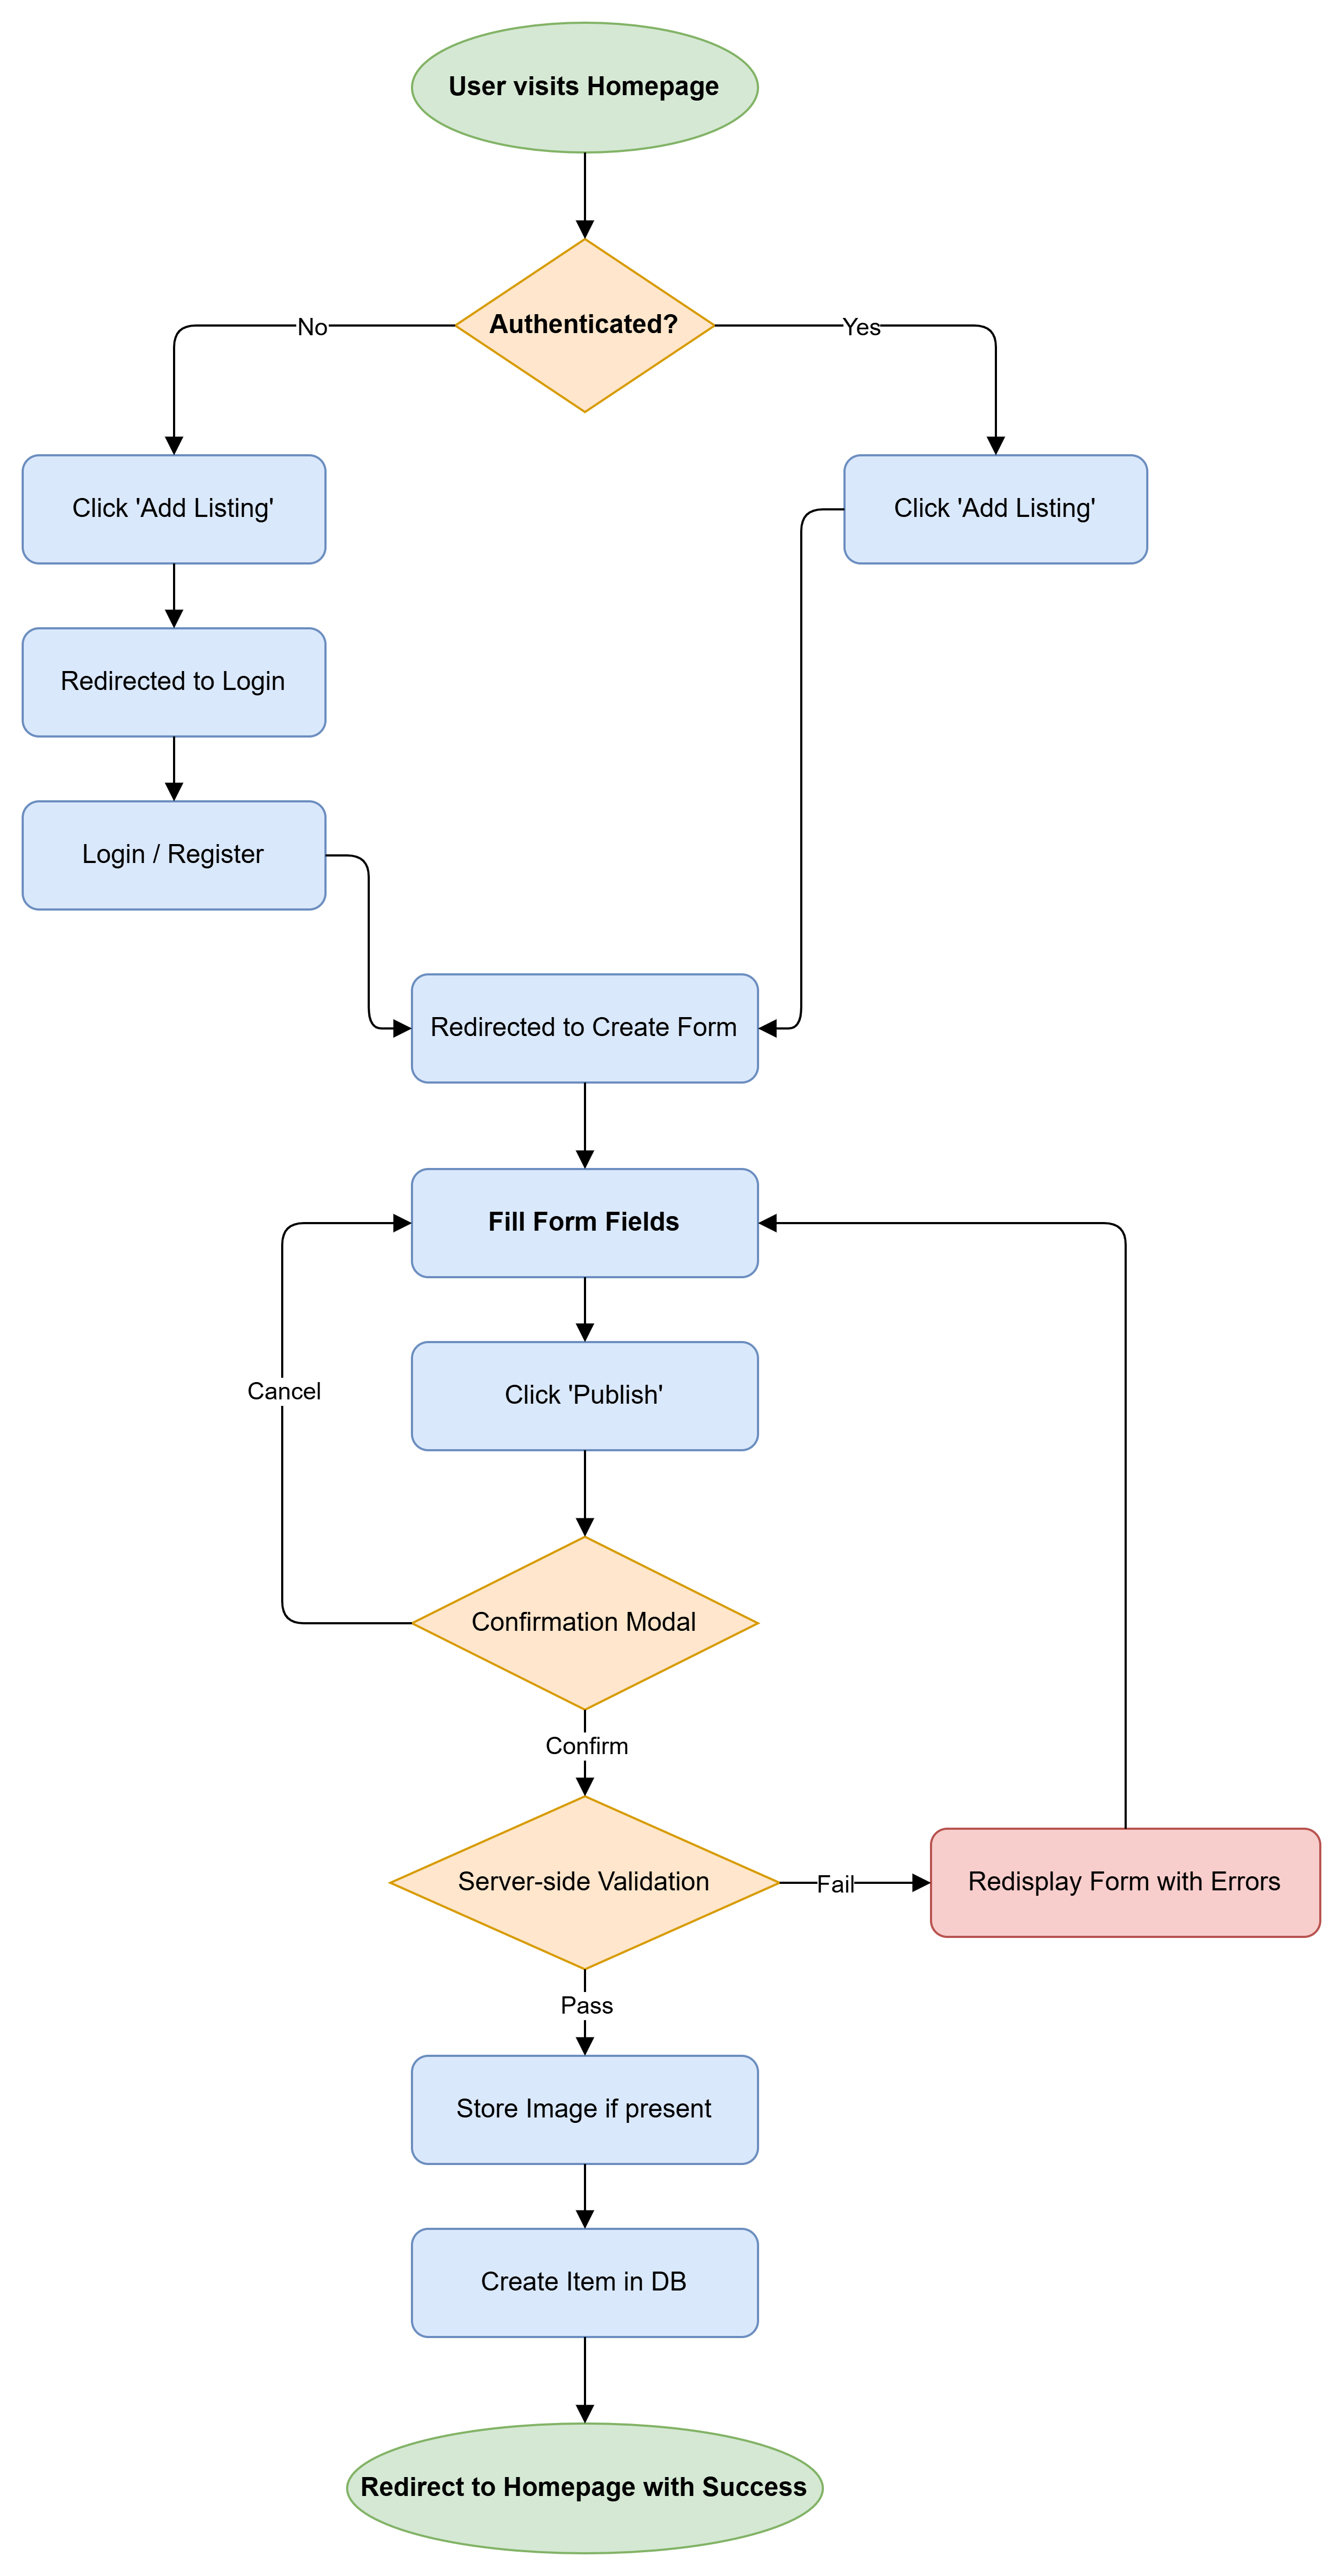 User visits Homepage
Authenticated?
No
Yes
Click 'Add Listing'
Click 'Add Listing'
Redirected to Login
Login / Register
Redirected to Create Form
Fill Form Fields
Cancel
Click 'Publish'
Confirmation Modal
Confirm
Server-side Validation
Fail
Redisplay Form with Errors
Pass
Store Image if present
Create Item in DB
Redirect to Homepage with Success